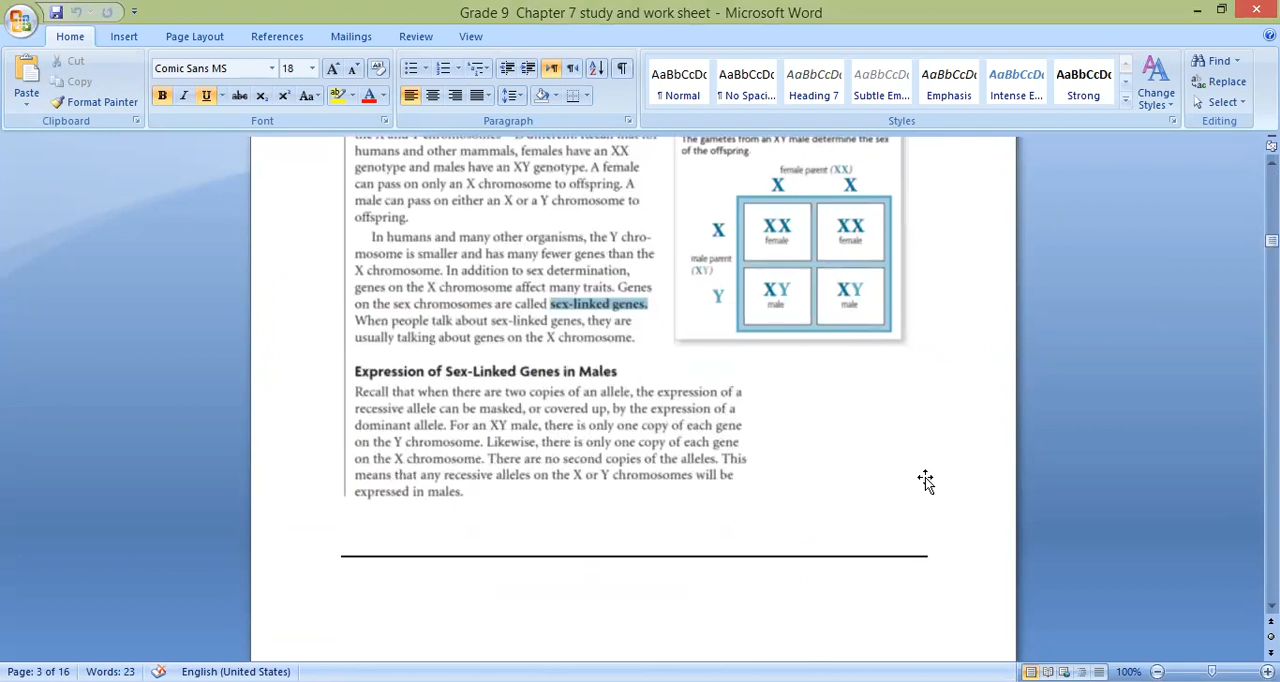 Grade 9 Chapter 7 study and work sheet - Microsoft Word
Home Insert Page Layout References Mailings Review View
Paste
Cut
Copy
Format Painter
Clipboard
Comic Sans MS 18
B I U abc X₂ X² Aa
Font
Paragraph
AaBbCcDc AaBbCcDc AaBbCcDc AaBbCcDc AaBbCcDc AaBbCcDc AaBbCcDc
¶ Normal ¶ No Spaci... Heading 7 Subtle Em... Emphasis Intense E... Strong
Change
Styles
Styles
Find
Replace
Select
Editing
humans and other mammals, females have an XX
genotype and males have an XY genotype. A female
can pass on only an X chromosome to offspring. A
male can pass on either an X or a Y chromosome to
offspring.
In humans and many other organisms, the Y chro-
mosome is smaller and has many fewer genes than the
X chromosome. In addition to sex determination,
genes on the X chromosome affect many traits. Genes
on the sex chromosomes are called sex-linked genes.
When people talk about sex-linked genes, they are
usually talking about genes on the X chromosome.
The gametes from an XY male determine the sex
of the offspring.
female parent (XX)
X X
X XX XX
female female
male parent
(XY)
Y XY XY
male male
Expression of Sex-Linked Genes in Males
Recall that when there are two copies of an allele, the expression of a
recessive allele can be masked, or covered up, by the expression of a
dominant allele. For an XY male, there is only one copy of each gene
on the Y chromosome. Likewise, there is only one copy of each gene
on the X chromosome. There are no second copies of the alleles. This
means that any recessive alleles on the X or Y chromosomes will be
expressed in males.
Page: 3 of 16 Words: 23 English (United States) 100%